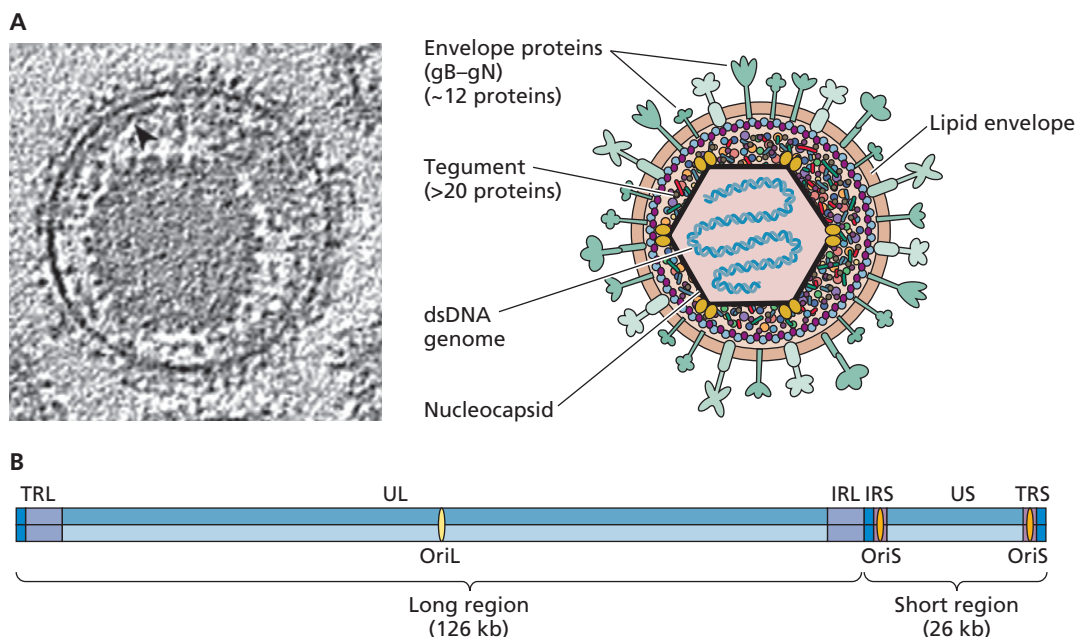 A
Envelope proteins
(gB–gN)
(~12 proteins)
Lipid envelope
Tegument
(>20 proteins)
dsDNA
genome
Nucleocapsid
B
TRL UL IRL IRS US TRS
OriL OriS OriS
Long region
(126 kb)
Short region
(26 kb)